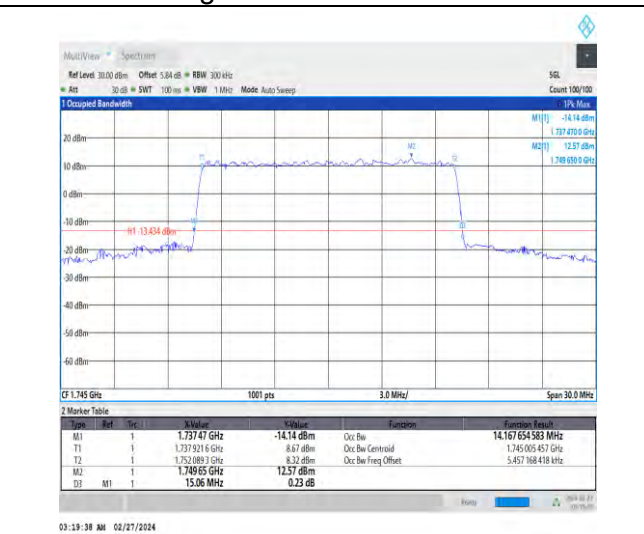 MultiView Spectrum
Ref Level 30.00 dBm Offset 5.84 dB RBW 300 kHz SGL
Att 30 dB SWT 100 ms VBW 1 MHz Mode Auto Sweep Count 100/100
1 Occupied Bandwidth 1Pk Max
M1[1] -14.14 dBm
1.737 470 0 GHz
M2[1] 12.57 dBm
1.749 650 0 GHz
20 dBm
M2
T1 T2
10 dBm
0 dBm
-10 dBm
M1 D3
H1 -13.434 dBm
-20 dBm
-30 dBm
-40 dBm
-50 dBm
-60 dBm
CF 1.745 GHz 1001 pts 3.0 MHz/ Span 30.0 MHz
2 Marker Table
Type Ref Trc X-Value Y-Value Function Function Result
M1 1 1.73747 GHz -14.14 dBm Occ Bw 14.167 654 583 MHz
T1 1 1.737 921 6 GHz 8.67 dBm Occ Bw Centroid 1.745 005 457 GHz
T2 1 1.752 089 3 GHz 8.32 dBm Occ Bw Freq Offset 5.457 168 418 kHz
M2 1 1.74965 GHz 12.57 dBm
D3 M1 1 15.06 MHz 0.23 dB
Ready
03:19:38 AM 02/27/2024